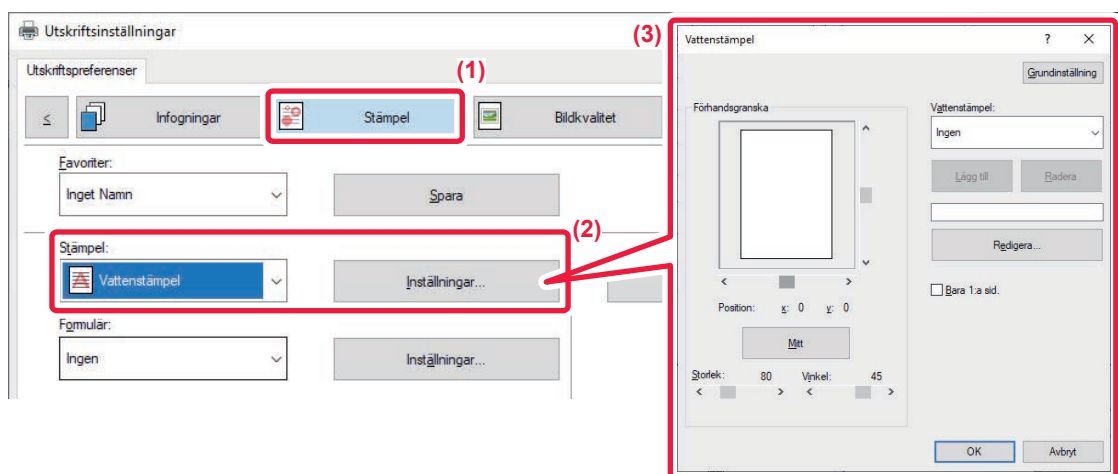 Utskriftsinställningar
Utskriftspreferenser
(1)
<
Infogningar
Stämpel
Bildkvalitet
Favoriter:
Inget Namn
Spara
(2)
Stämpel:
Vattenstämpel
Inställningar...
Formulär:
Ingen
Inställningar...
(3)
Vattenstämpel
? X
Grundinställning
Förhandsgranska
Position: x: 0 y: 0
Mitt
Storlek: 80 Vinkel: 45
Vattenstämpel:
Ingen
Lägg till
Radera
Redigera...
Bara 1:a sid.
OK
Avbryt